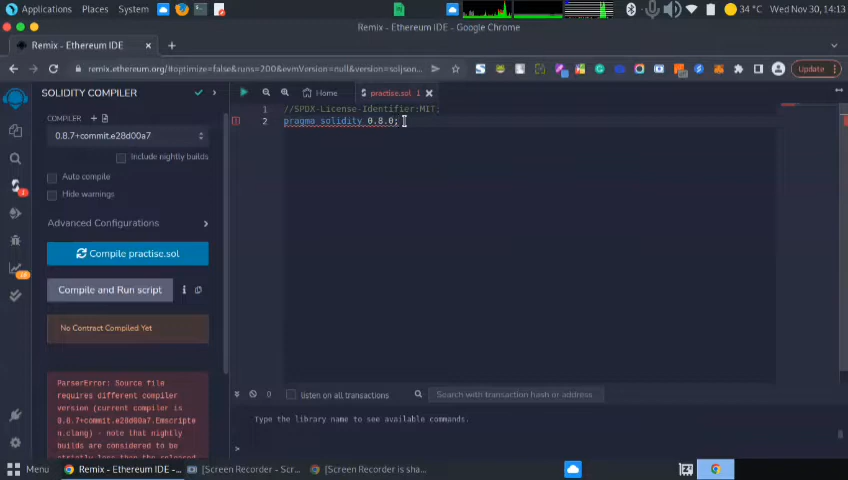 Applications Places System 34 °C Wed Nov 30, 14:13
Remix - Ethereum IDE - Google Chrome
Remix - Ethereum IDE
remix.ethereum.org/#optimize=false&runs=200&evmVersion=null&version=soljson... Update
SOLIDITY COMPILER
Home practise.sol 1
COMPILER
0.8.7+commit.e28d00a7
Include nightly builds
Auto compile
Hide warnings
Advanced Configurations
Compile practise.sol
Compile and Run script
No Contract Compiled Yet
ParserError: Source file
requires different compiler
version (current compiler is
0.8.7+commit.e28d00a7.Emscripte
n.clang) - note that nightly
builds are considered to be
strictly less than the released
1 //SPDX-License-Identifier:MIT;
2 pragma solidity 0.8.0;
0 listen on all transactions Search with transaction hash or address
Type the library name to see available commands.
>
Menu Remix - Ethereum IDE -... [Screen Recorder - Scr... [Screen Recorder is sha...